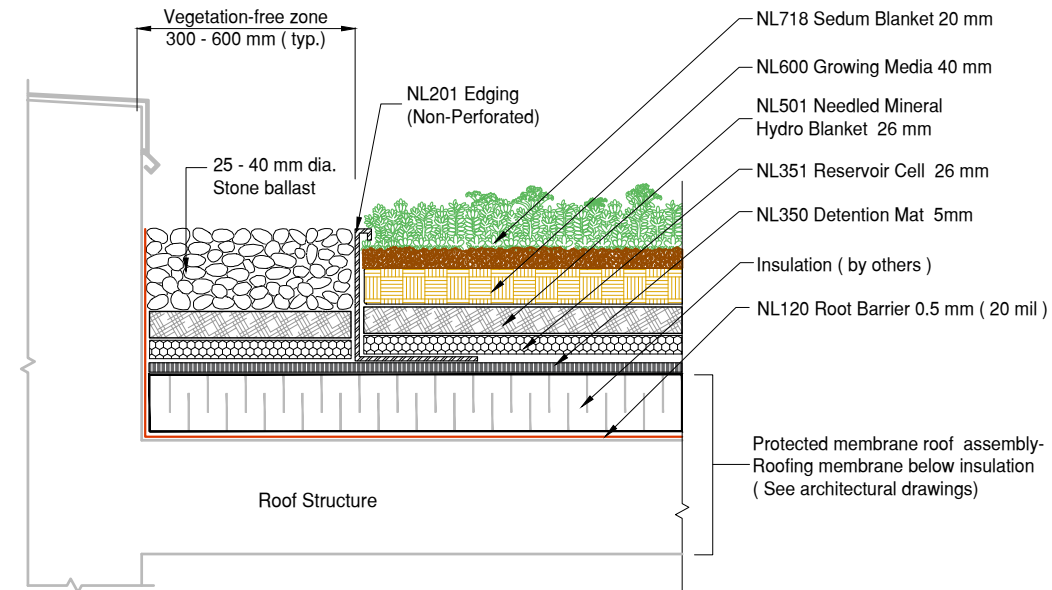 Vegetation-free zone
300 - 600 mm ( typ.)
NL201 Edging
(Non-Perforated)
25 - 40 mm dia.
Stone ballast
NL718 Sedum Blanket 20 mm
NL600 Growing Media 40 mm
NL501 Needled Mineral
Hydro Blanket 26 mm
NL351 Reservoir Cell 26 mm
NL350 Detention Mat 5mm
Insulation ( by others )
NL120 Root Barrier 0.5 mm ( 20 mil )
Protected membrane roof assembly-
Roofing membrane below insulation
( See architectural drawings)
Roof Structure